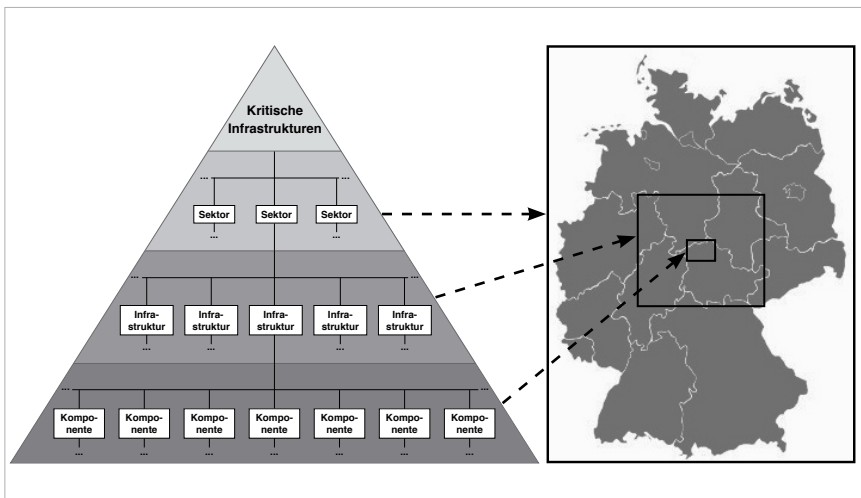 Kritische
Infrastrukturen
... ...
Sektor Sektor Sektor
... ...
... ...
Infra- Infra- Infra- Infra- Infra-
struktur struktur struktur struktur struktur
... ... ... ...
... ...
Kompo- Kompo- Kompo- Kompo- Kompo- Kompo- Kompo-
nente nente nente nente nente nente nente
... ... ... ... ... ... ...